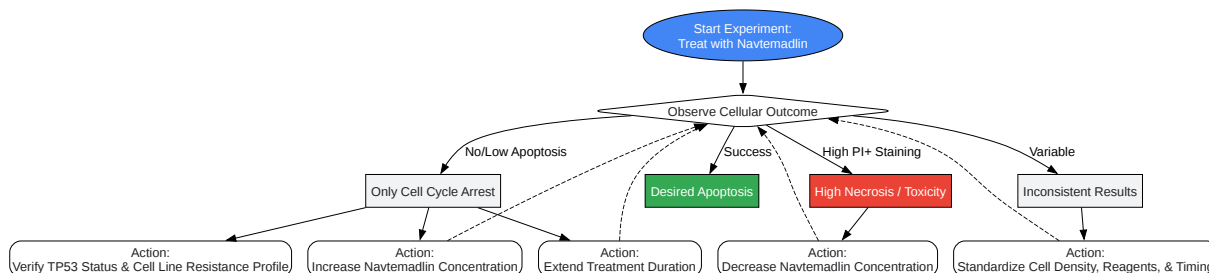 Start Experiment:
Treat with Navtemadlin
Observe Cellular Outcome
No/Low Apoptosis
Success
High PI+ Staining
Variable
Only Cell Cycle Arrest
Desired Apoptosis
High Necrosis / Toxicity
Inconsistent Results
Action:
Verify TP53 Status & Cell Line Resistance Profile
Action:
Increase Navtemadlin Concentration
Action:
Extend Treatment Duration
Action:
Decrease Navtemadlin Concentration
Action:
Standardize Cell Density, Reagents, & Timing